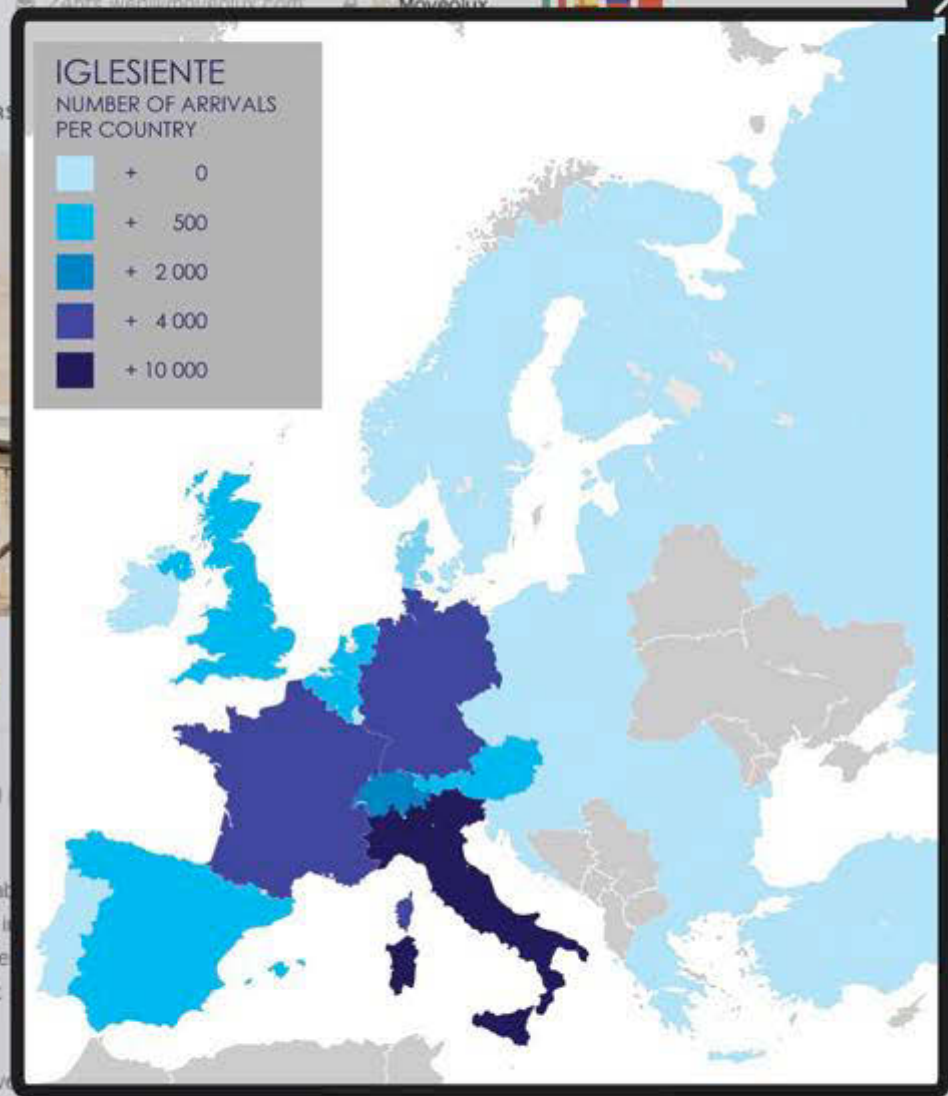 IGLESIENTE
NUMBER OF ARRIVALS
PER COUNTRY
+ 0
+ 500
+ 2 000
+ 4 000
+ 10 000